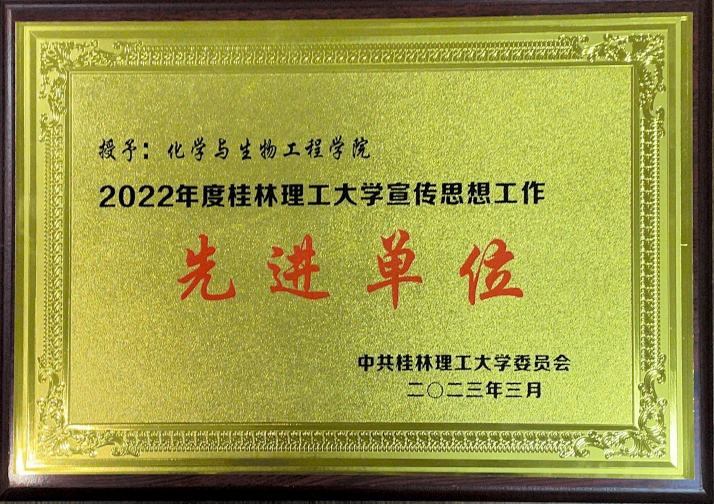 授予：化学与生物工程学院
2022年度桂林理工大学宣传思想工作
先进单位
中共桂林理工大学委员会
二〇二三年三月